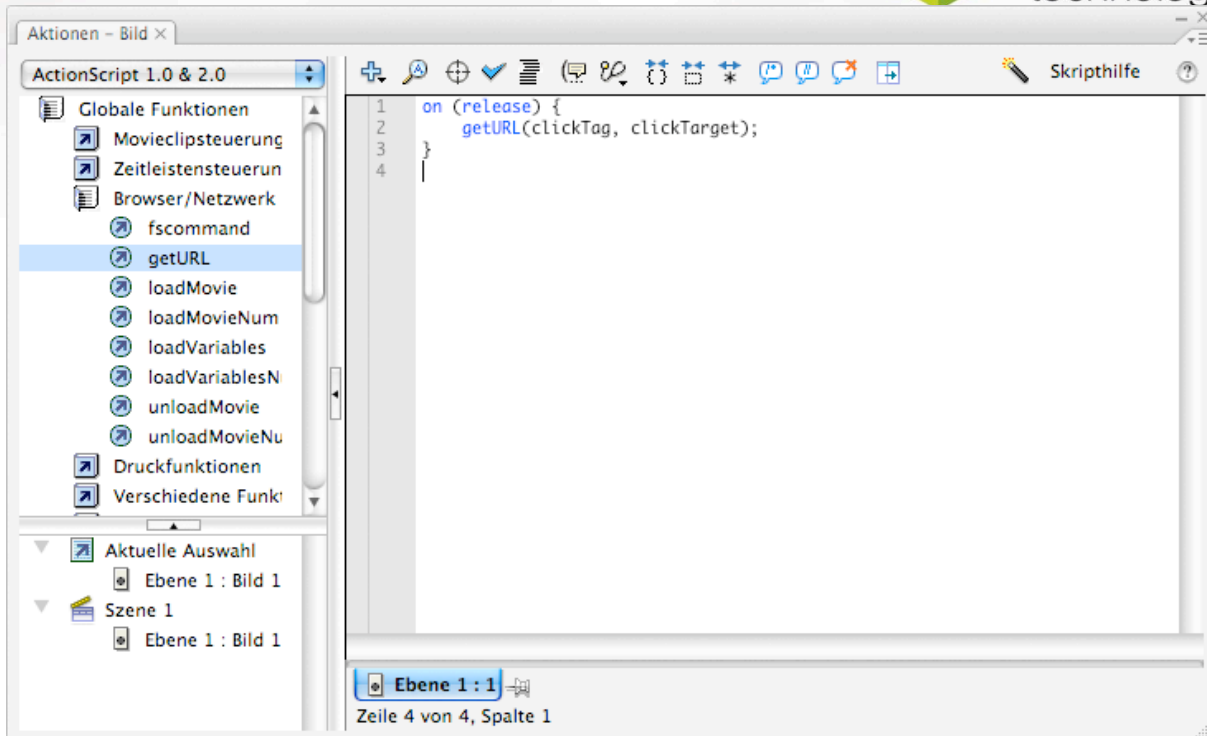 Aktionen – Bild
ActionScript 1.0 & 2.0
Skripthilfe
Globale Funktionen
Movieclipsteuerung
Zeitleistensteuerun
Browser/Netzwerk
fscommand
getURL
loadMovie
loadMovieNum
loadVariables
loadVariablesN
unloadMovie
unloadMovieNu
Druckfunktionen
Verschiedene Funkt
Aktuelle Auswahl
Ebene 1 : Bild 1
Szene 1
Ebene 1 : Bild 1
1 on (release) {
2 getURL(clickTag, clickTarget);
3 }
4
Ebene 1 : 1
Zeile 4 von 4, Spalte 1